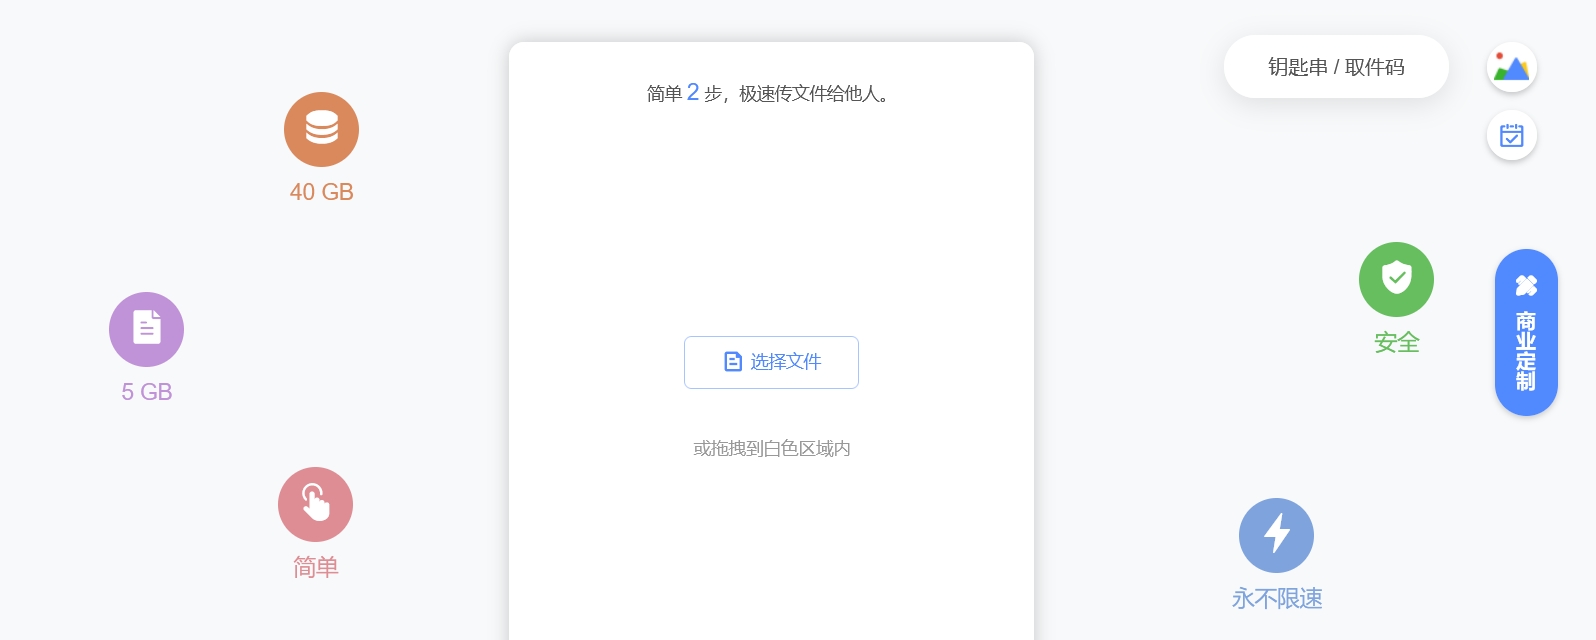 简单 2 步，极速传文件给他人。
钥匙串 / 取件码
40 GB
安全
商业定制
选择文件
5 GB
或拖拽到白色区域内
简单
永不限速